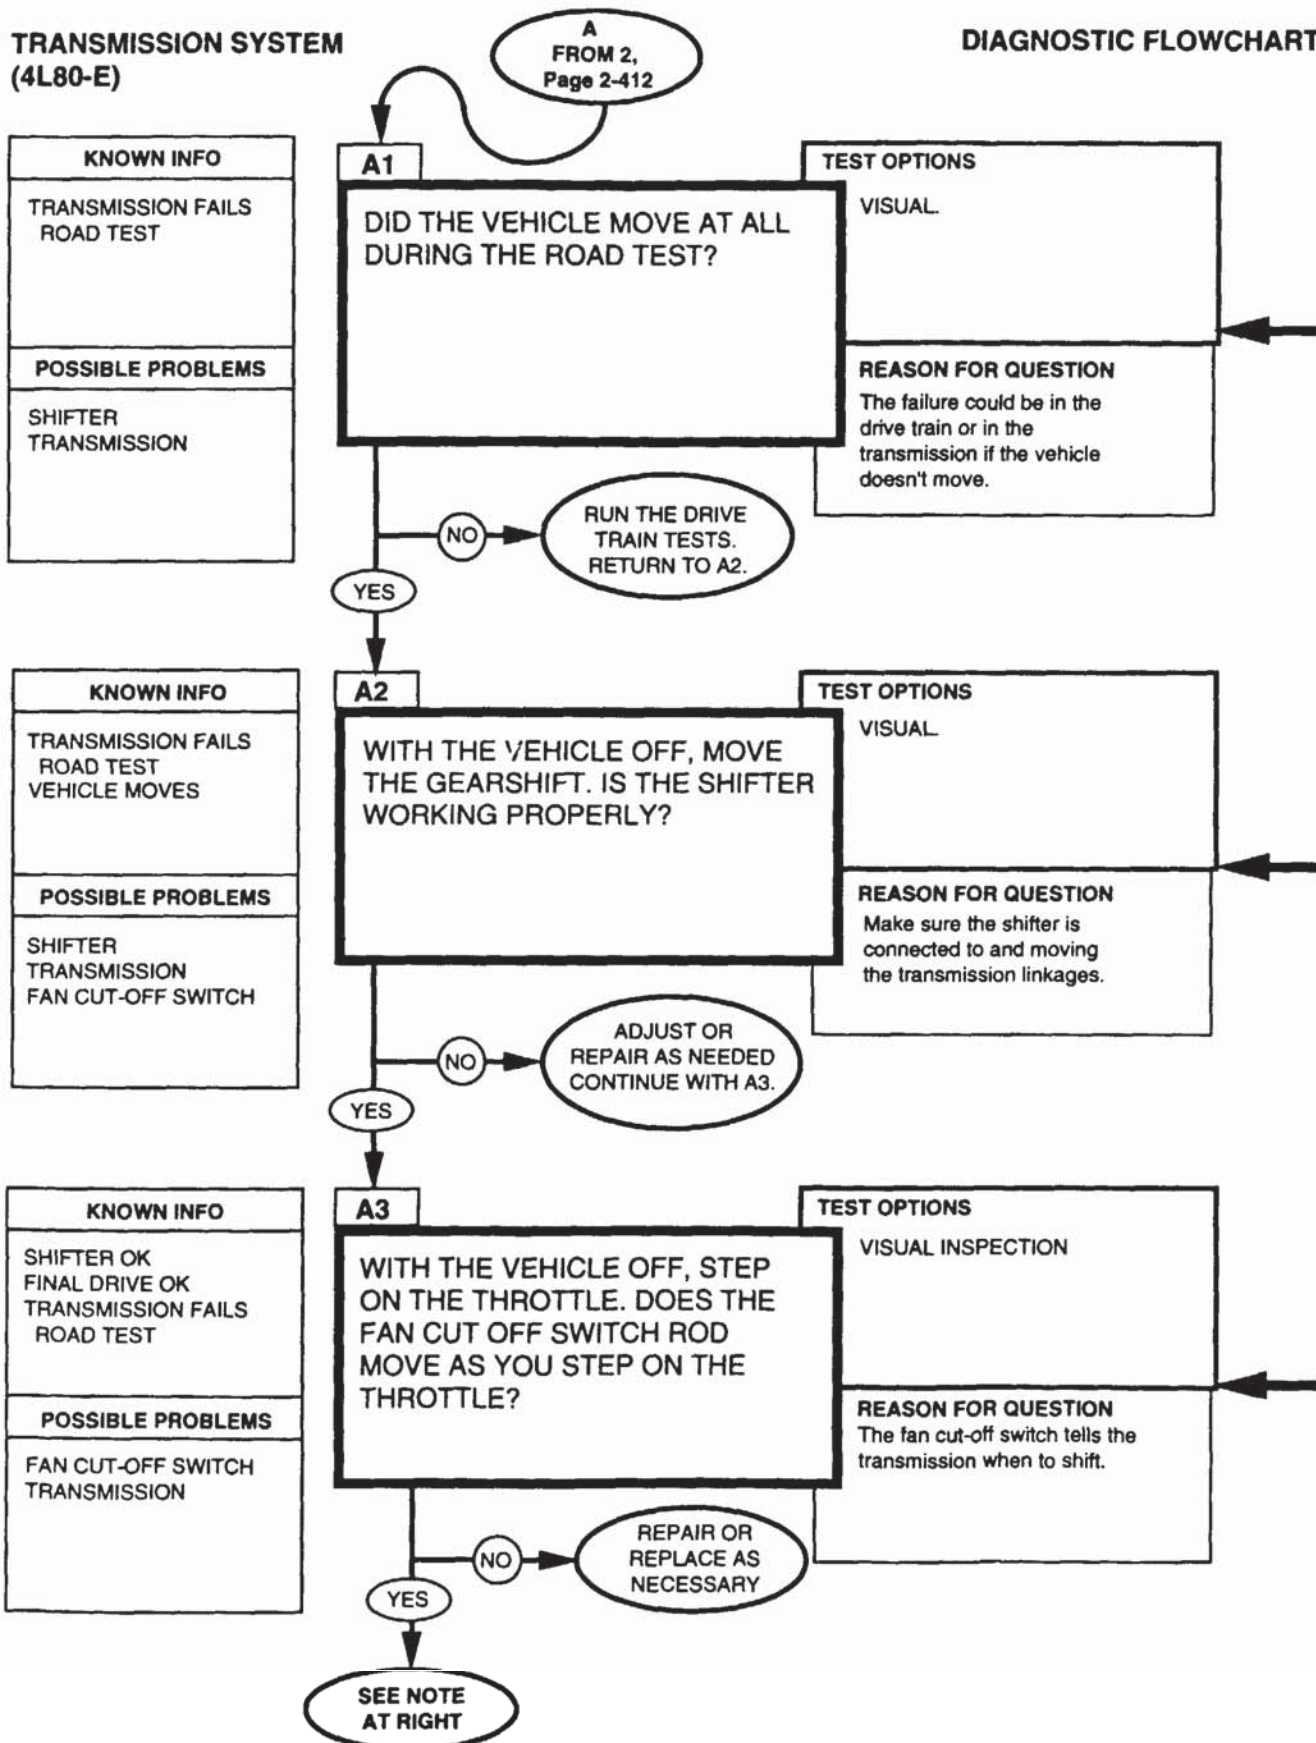 TRANSMISSION SYSTEM
(4L80-E)
A
FROM 2,
Page 2-412
DIAGNOSTIC FLOWCHART
KNOWN INFO
TRANSMISSION FAILS
ROAD TEST
POSSIBLE PROBLEMS
SHIFTER
TRANSMISSION
A1
DID THE VEHICLE MOVE AT ALL
DURING THE ROAD TEST?
TEST OPTIONS
VISUAL.
REASON FOR QUESTION
The failure could be in the
drive train or in the
transmission if the vehicle
doesn't move.
NO
RUN THE DRIVE
TRAIN TESTS.
RETURN TO A2.
YES
KNOWN INFO
TRANSMISSION FAILS
ROAD TEST
VEHICLE MOVES
POSSIBLE PROBLEMS
SHIFTER
TRANSMISSION
FAN CUT-OFF SWITCH
A2
WITH THE VEHICLE OFF, MOVE
THE GEARSHIFT. IS THE SHIFTER
WORKING PROPERLY?
TEST OPTIONS
VISUAL.
REASON FOR QUESTION
Make sure the shifter is
connected to and moving
the transmission linkages.
NO
ADJUST OR
REPAIR AS NEEDED
CONTINUE WITH A3.
YES
KNOWN INFO
SHIFTER OK
FINAL DRIVE OK
TRANSMISSION FAILS
ROAD TEST
POSSIBLE PROBLEMS
FAN CUT-OFF SWITCH
TRANSMISSION
A3
WITH THE VEHICLE OFF, STEP
ON THE THROTTLE. DOES THE
FAN CUT OFF SWITCH ROD
MOVE AS YOU STEP ON THE
THROTTLE?
TEST OPTIONS
VISUAL INSPECTION
REASON FOR QUESTION
The fan cut-off switch tells the
transmission when to shift.
NO
REPAIR OR
REPLACE AS
NECESSARY
YES
SEE NOTE
AT RIGHT